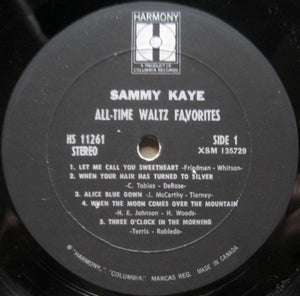 HARMONY
H
A PRODUCT OF
COLUMBIA RECORDS
SAMMY KAYE
ALL-TIME WALTZ FAVORITES
HS 11261
STEREO
SIDE 1
XSM 135729
1. LET ME CALL YOU SWEETHEART -Friedman - Whitson-
2. WHEN YOUR HAIR HAS TURNED TO SILVER
-C. Tobias - DeRose-
3. ALICE BLUE GOWN -J. McCarthy - Tierney-
4. WHEN THE MOON COMES OVER THE MOUNTAIN
-H. E. Johnson - H. Woods-
5. THREE O'CLOCK IN THE MORNING
-Terris - Robledo-
® "HARMONY," "COLUMBIA," MARCAS REG. MADE IN CANADA.